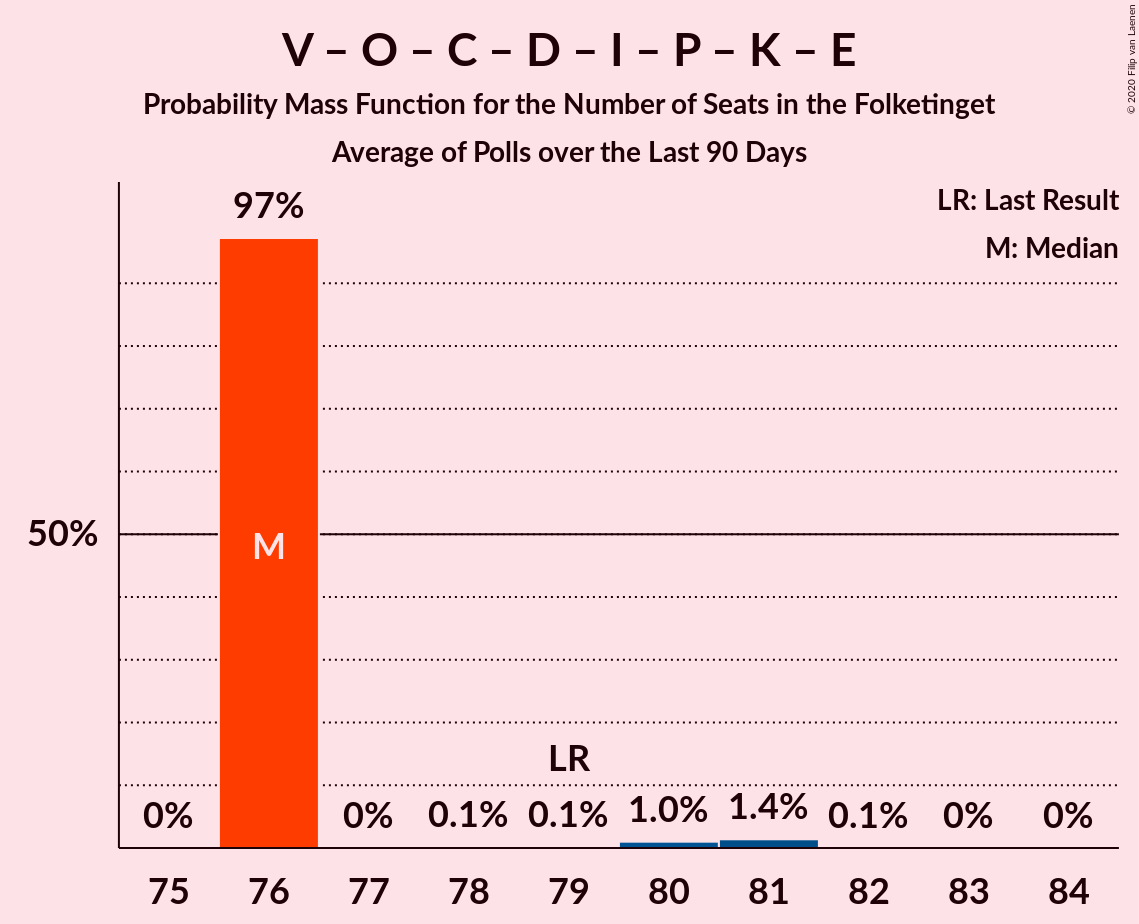 V – O – C – D – I – P – K – E
Probability Mass Function for the Number of Seats in the Folketinget
Average of Polls over the Last 90 Days
© 2020 Filip van Laenen
LR: Last Result
M: Median
97%
50%
M
LR
0% 0% 0.1% 0.1% 1.0% 1.4% 0.1% 0% 0%
75 76 77 78 79 80 81 82 83 84